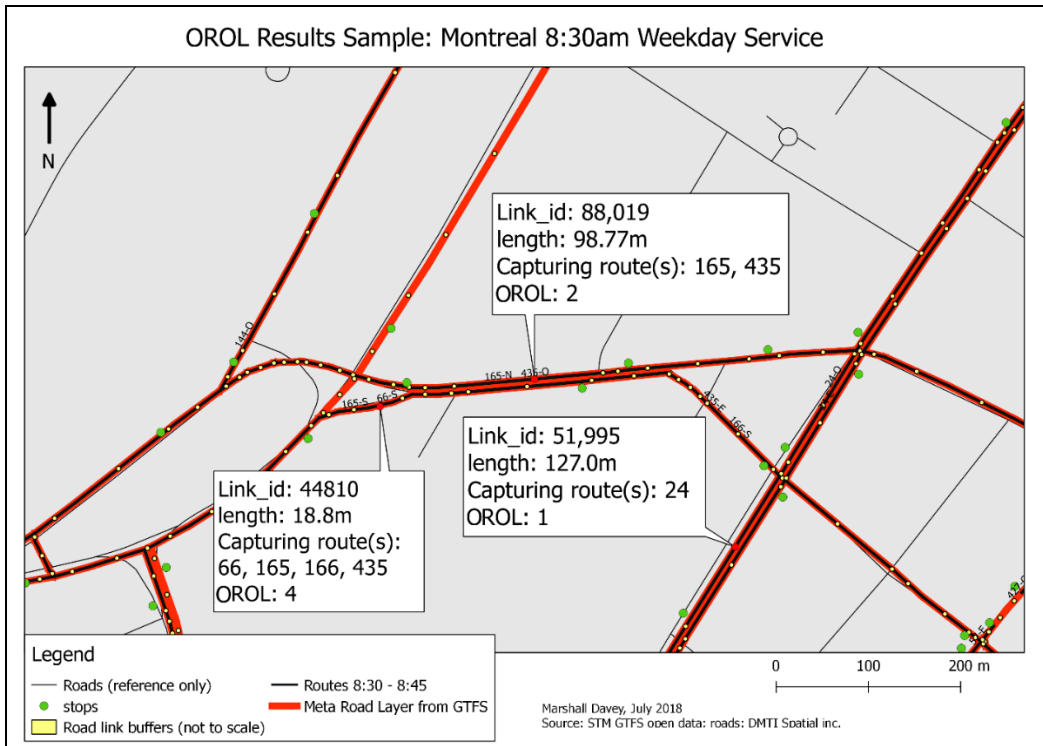 OROL Results Sample: Montreal 8:30am Weekday Service
N
Link_id: 88,019
length: 98.77m
Capturing route(s): 165, 435
OROL: 2
144-O
165-N 435-O
165-S 66-S
24-O
435-E 166-S
Link_id: 51,995
length: 127.0m
Capturing route(s): 24
OROL: 1
Link_id: 44810
length: 18.8m
Capturing route(s):
66, 165, 166, 435
OROL: 4
Legend
Roads (reference only)
stops
Road link buffers (not to scale)
Routes 8:30 - 8:45
Meta Road Layer from GTFS
0 100 200 m
Marshall Davey, July 2018
Source: STM GTFS open data: roads: DMTI Spatial inc.